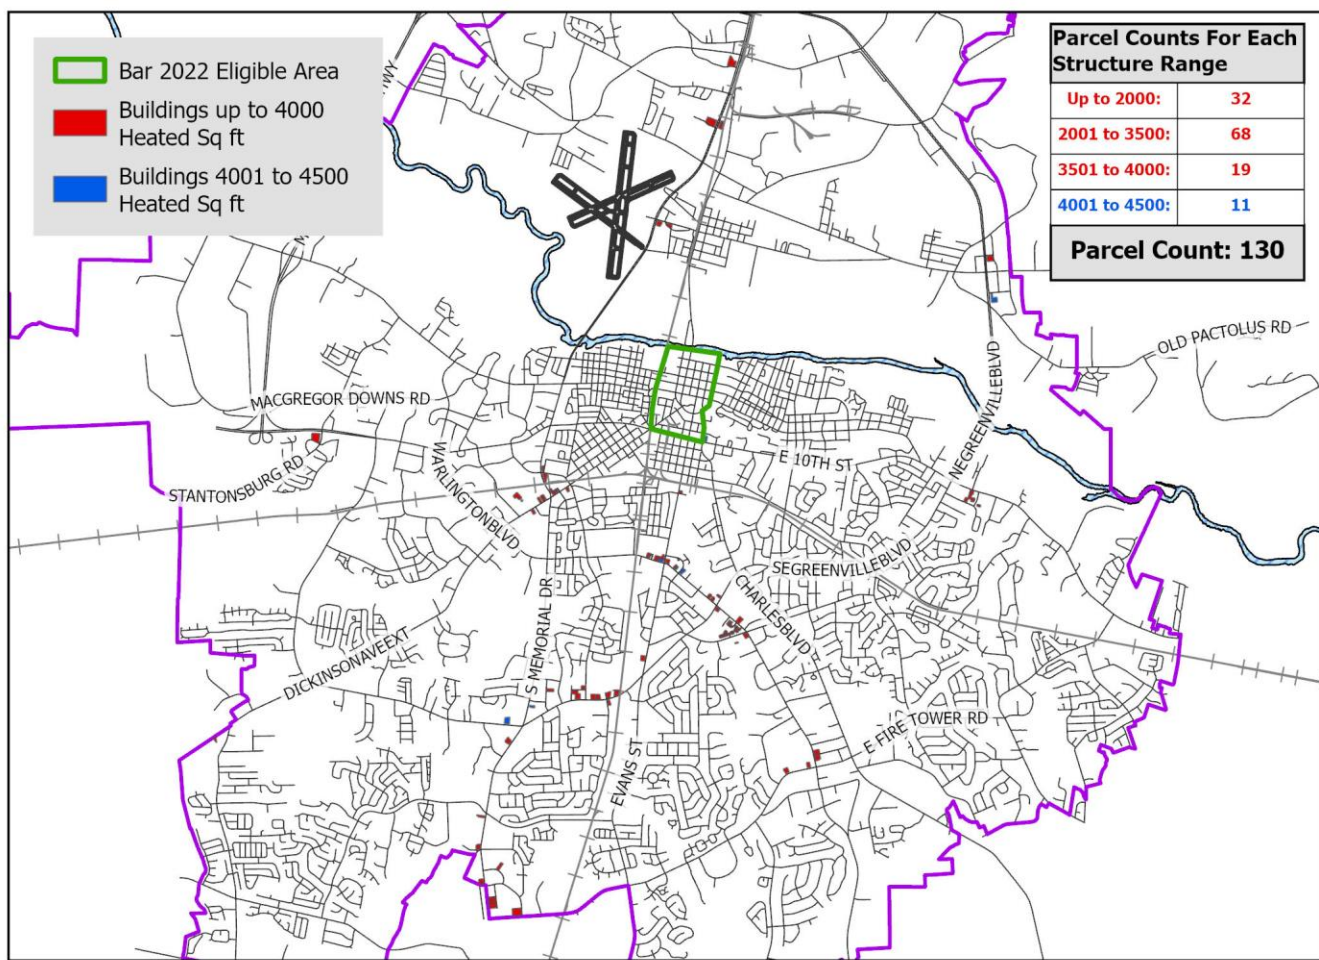 Bar 2022 Eligible Area
Buildings up to 4000
Heated Sq ft
Buildings 4001 to 4500
Heated Sq ft
Parcel Counts For Each
Structure Range
Up to 2000: 32
2001 to 3500: 68
3501 to 4000: 19
4001 to 4500: 11
Parcel Count: 130
HWY
OLD PACTOLUS RD
MACGREGOR DOWNS RD
STANTONSBURG RD
WARLINGTONBLVD
E 10TH ST
NEGREENVILLEBLVD
SEGREENVILLEBLVD
CHARLESBLVD
S MEMORIAL DR
DICKINSONAVEEXT
EVANS ST
E FIRE TOWER RD